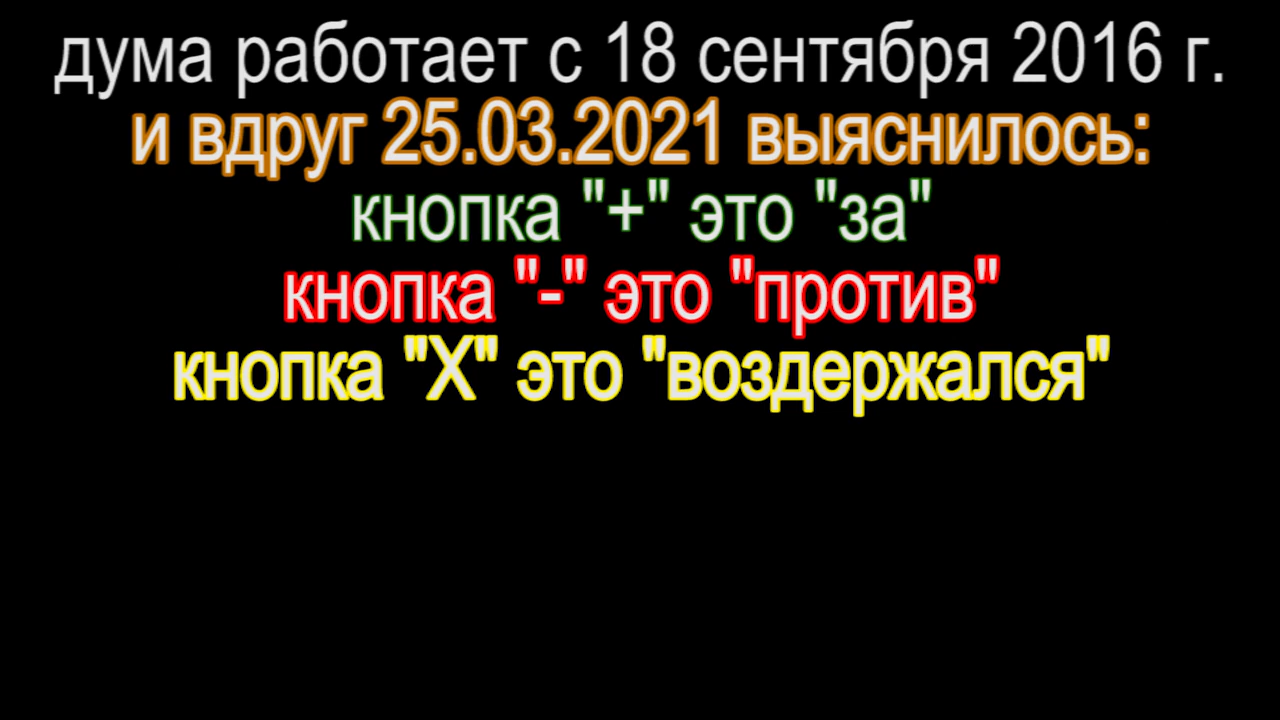 дума работает с 18 сентября 2016 г.
и вдруг 25.03.2021 выяснилось:
кнопка "+" это "за"
кнопка "-" это "против"
кнопка "Х" это "воздержался"